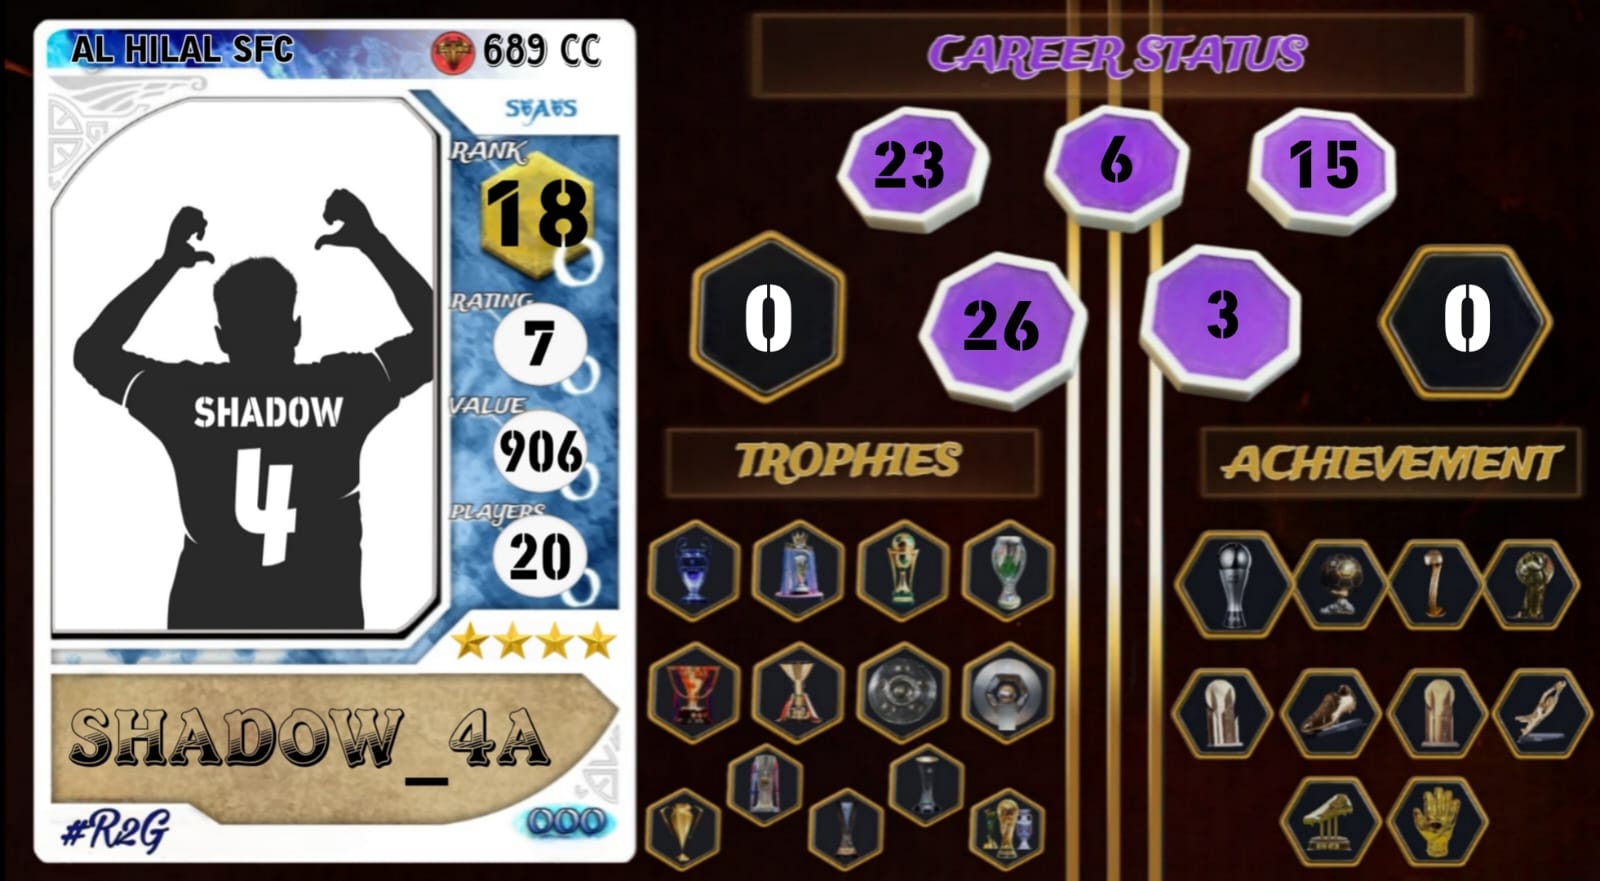 AL HILAL SFC
689 CC
STATS
RANK
18
RATING
7
VALUE
906
PLAYERS
20
SHADOW
4
SHADOW_4A
#R2G
000
CAREER STATUS
23
6
15
0
26
3
0
TROPHIES
ACHIEVEMENT